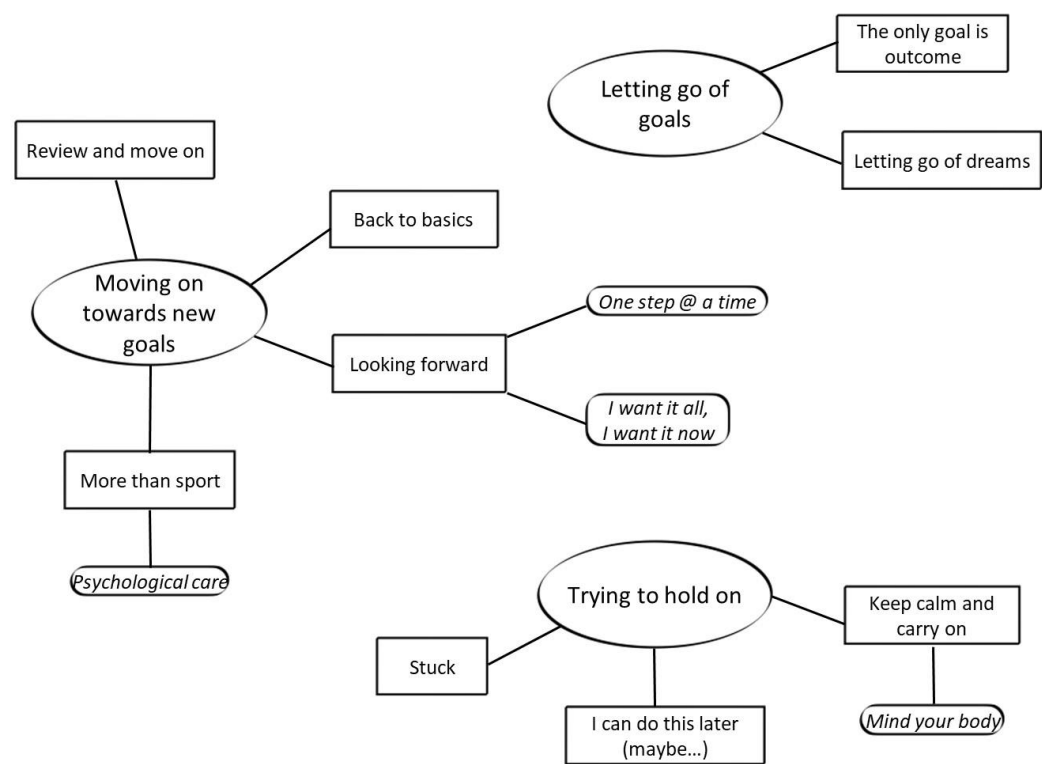 The only goal is
outcome
Letting go of
goals
Letting go of dreams
Review and move on
Back to basics
Moving on
towards new
goals
One step @ a time
Looking forward
I want it all,
I want it now
More than sport
Psychological care
Trying to hold on
Keep calm and
carry on
Stuck
I can do this later
(maybe...)
Mind your body